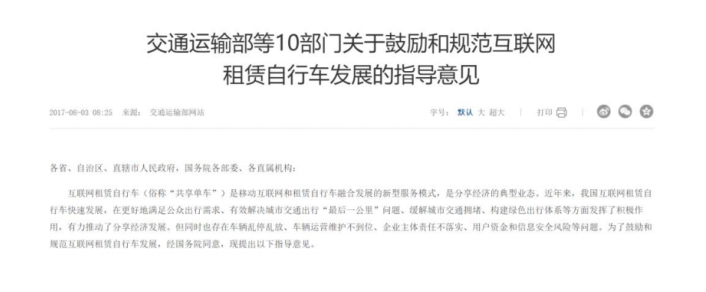 交通运输部等10部门关于鼓励和规范互联网
租赁自行车发展的指导意见
2017-08-03 08:25 来源： 交通运输部网站 字号： 默认 大 超大 打印
各省、自治区、直辖市人民政府，国务院各部委、各直属机构：
互联网租赁自行车（俗称“共享单车”）是移动互联网和租赁自行车融合发展的新型服务模式，是分享经济的典型业态。近年来，我国互联网租赁自
行车快速发展，在更好地满足公众出行需求、有效解决城市交通出行“最后一公里”问题、缓解城市交通拥堵、构建绿色出行体系等方面发挥了积极作
用，有力推动了分享经济发展。但同时也存在车辆乱停乱放、车辆运营维护不到位、企业主体责任不落实、用户资金和信息安全风险等问题。为了鼓励和
规范互联网租赁自行车发展，经国务院同意，现提出以下指导意见。